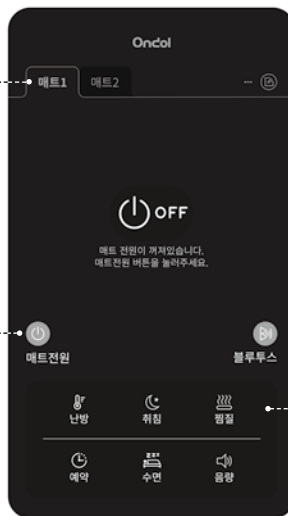 Ondol
매트1 매트2
OFF
매트 전원이 꺼져있습니다.
매트전원 버튼을 눌러주세요.
매트전원 블루투스
난방 취침 찜질
예약 수면 음량